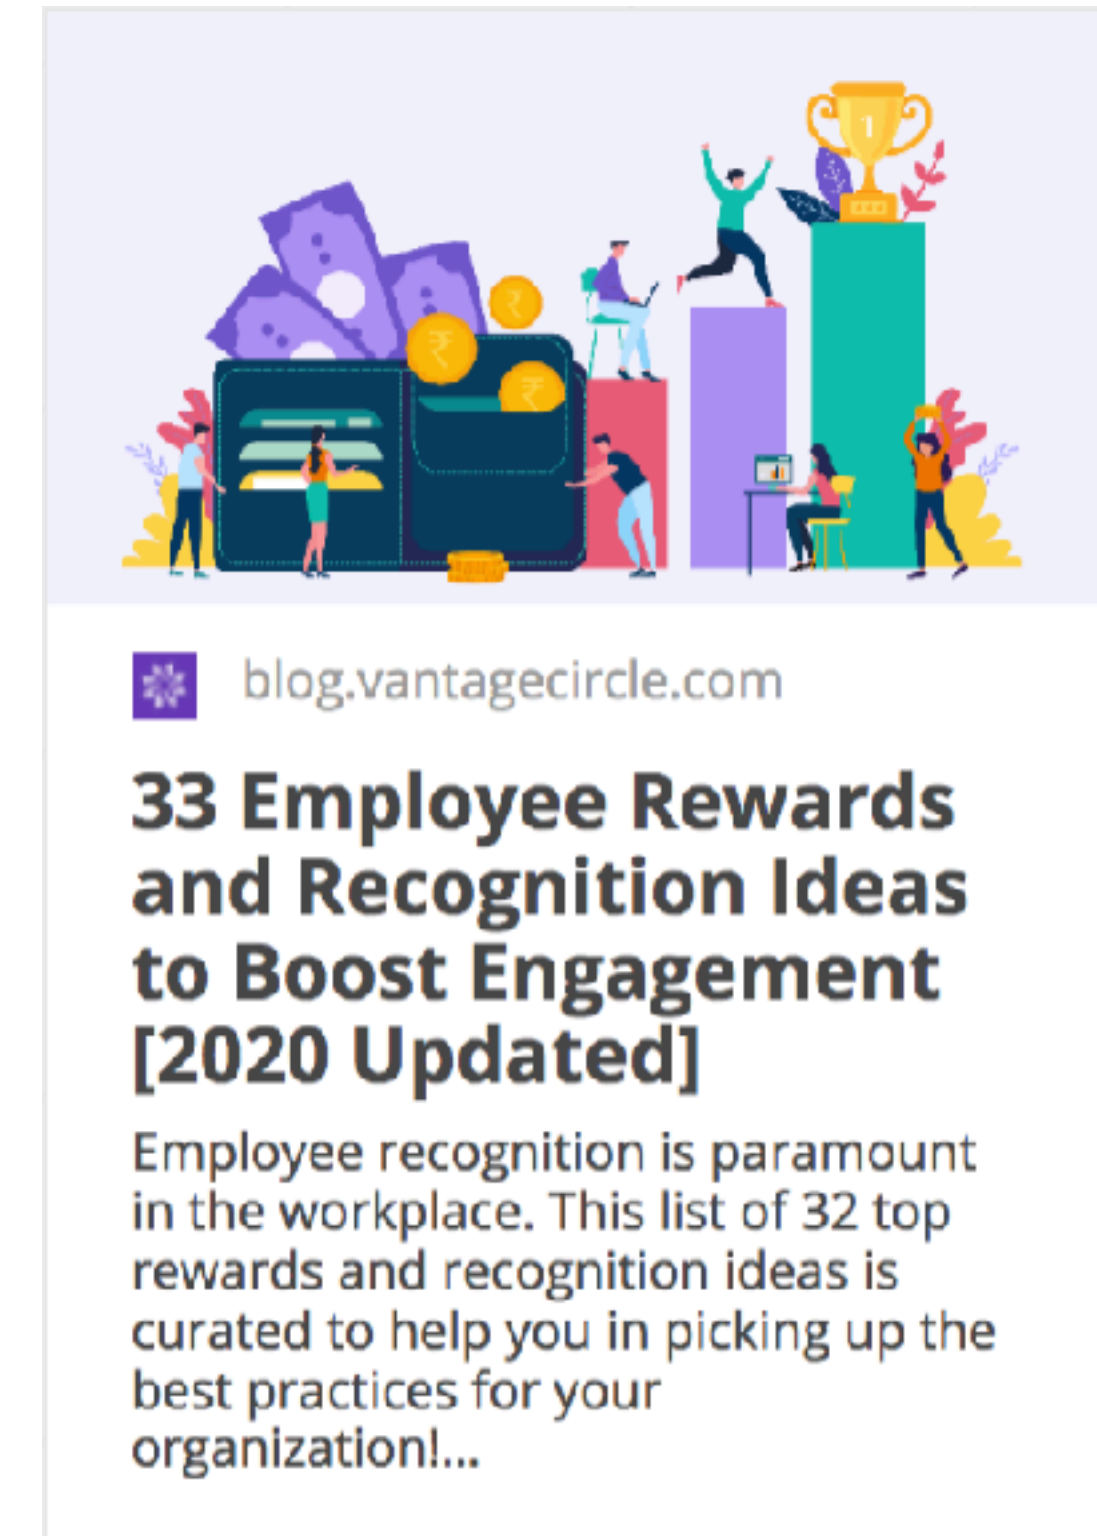 1
₹
₹
₹
blog.vantagecircle.com
33 Employee Rewards
and Recognition Ideas
to Boost Engagement
[2020 Updated]
Employee recognition is paramount
in the workplace. This list of 32 top
rewards and recognition ideas is
curated to help you in picking up the
best practices for your
organization!...